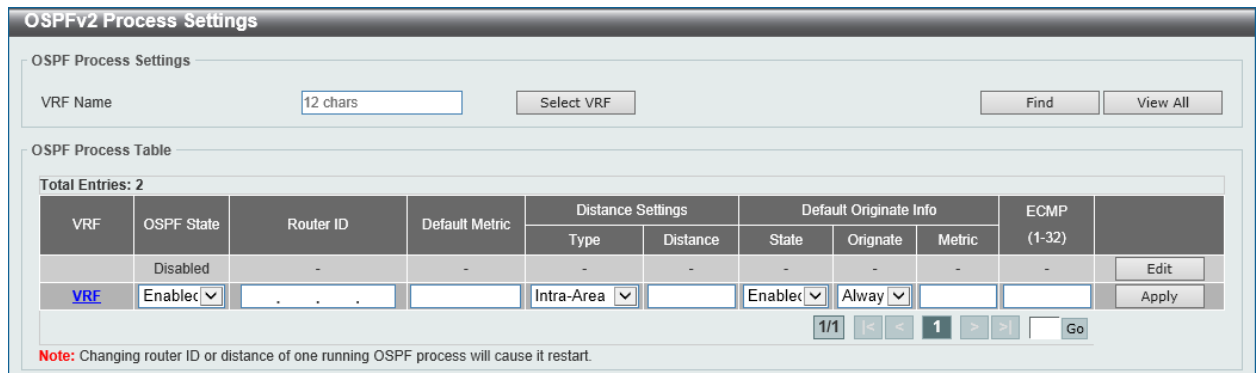 OSPFv2 Process Settings
OSPF Process Settings
VRF Name 12 chars Select VRF Find View All
OSPF Process Table
Total Entries: 2
VRF OSPF State Router ID Default Metric Distance Settings Default Originate Info ECMP (1-32)
Type Distance State Orignate Metric
Disabled - - - - - - - - Edit
VRF Enabled . . . Intra-Area Enabled Alway Apply
1/1 |< < 1 > >| Go
Note: Changing router ID or distance of one running OSPF process will cause it restart.